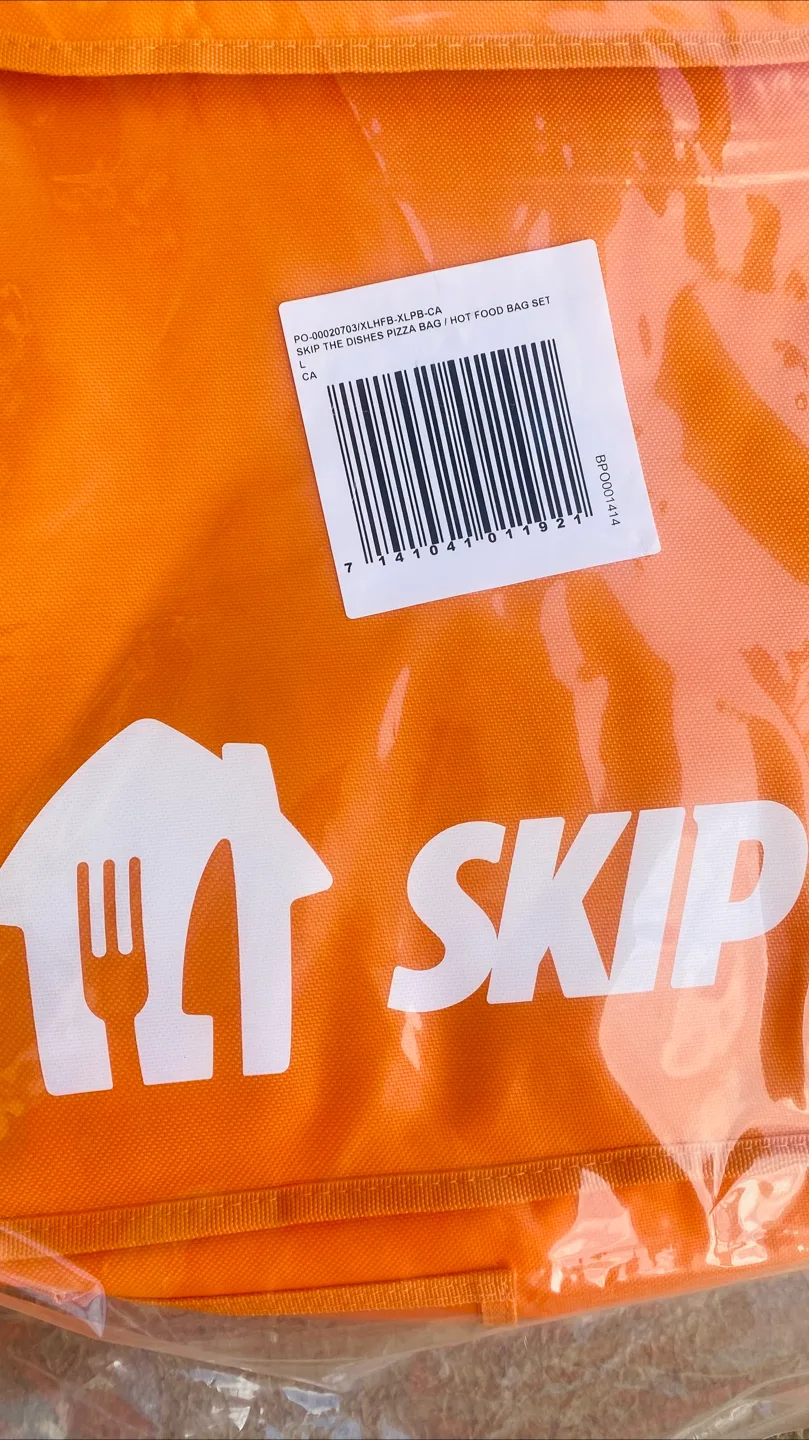 PO-00020703/XLHFB-XLPB-CA
SKIP THE DISHES PIZZA BAG / HOT FOOD BAG SET
L
CA
7 141041 011921
BPO001414
SKIP